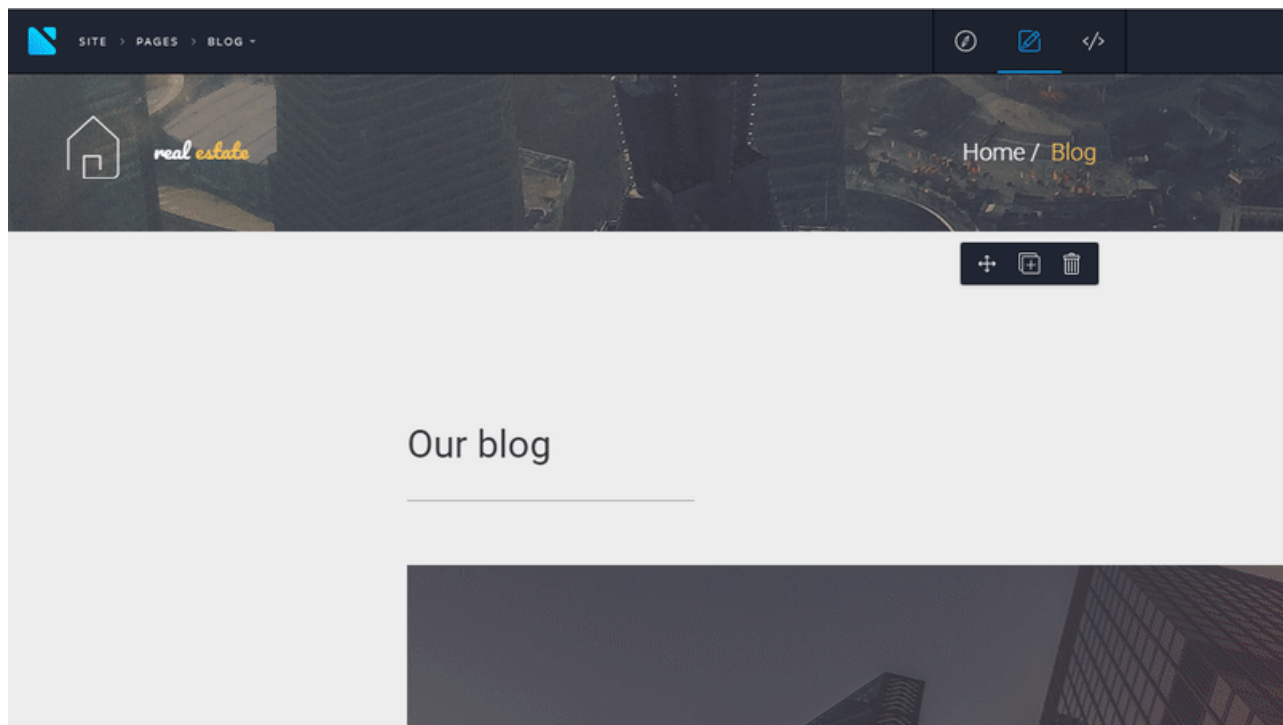 SITE > PAGES > BLOG
</>
real estate
Home / Blog
Our blog